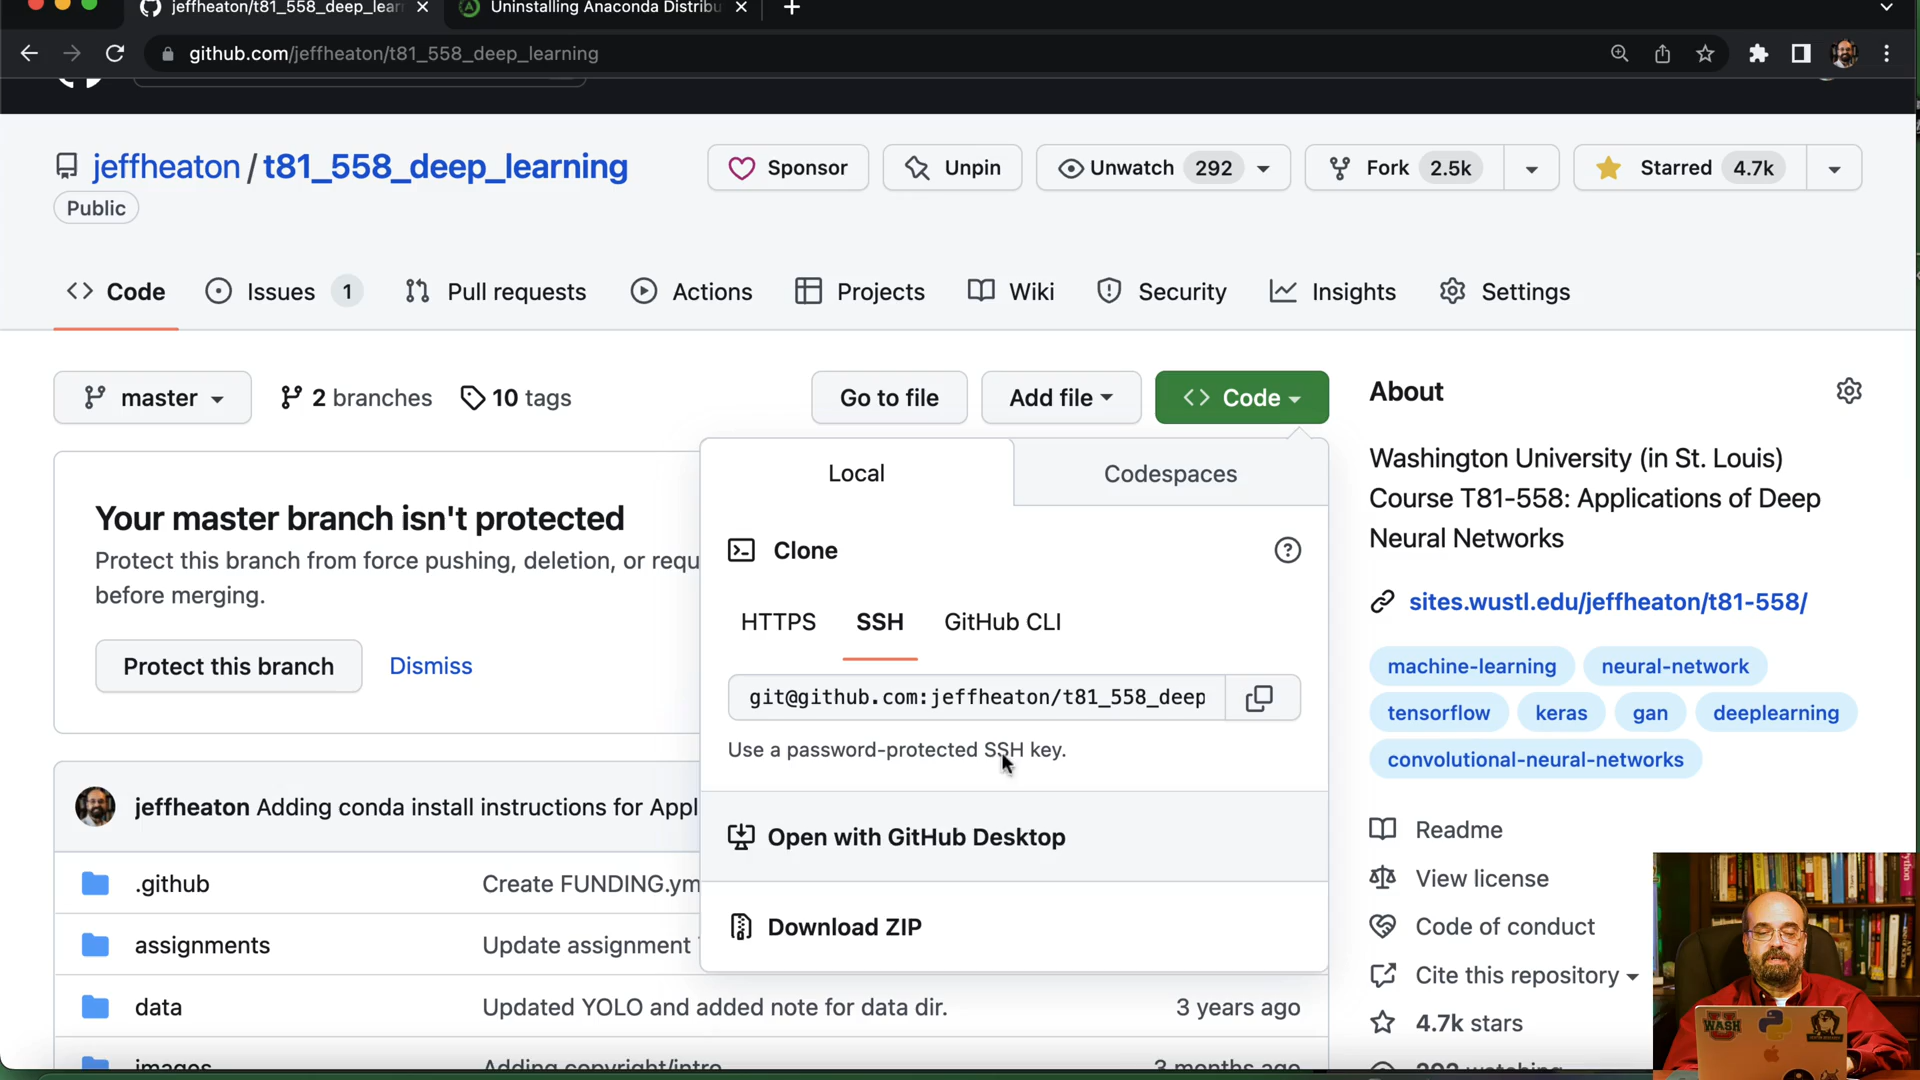 jeffheaton/t81_558_deep_lear
Uninstalling Anaconda Distribu
github.com/jeffheaton/t81_558_deep_learning
jeffheaton / t81_558_deep_learning
Public
Sponsor
Unpin
Unwatch 292
Fork 2.5k
Starred 4.7k
Code
Issues 1
Pull requests
Actions
Projects
Wiki
Security
Insights
Settings
master
2 branches
10 tags
Go to file
Add file
Code
About
Washington University (in St. Louis)
Course T81-558: Applications of Deep
Neural Networks
sites.wustl.edu/jeffheaton/t81-558/
machine-learning neural-network
tensorflow keras gan deeplearning
convolutional-neural-networks
Readme
View license
Code of conduct
Cite this repository
4.7k stars
Your master branch isn't protected
Protect this branch from force pushing, deletion, or requ
before merging.
Protect this branch
Dismiss
Local
Codespaces
Clone
HTTPS SSH GitHub CLI
git@github.com:jeffheaton/t81_558_deep
Use a password-protected SSH key.
Open with GitHub Desktop
Download ZIP
jeffheaton Adding conda install instructions for Appl
.github Create FUNDING.ym
assignments Update assignment
data Updated YOLO and added note for data dir. 3 years ago
images Adding copyright/intro 3 months ago
WASH